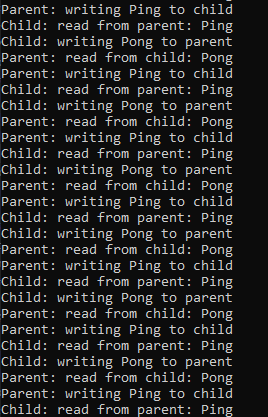 Parent: writing Ping to child
Child: read from parent: Ping
Child: writing Pong to parent
Parent: read from child: Pong
Parent: writing Ping to child
Child: read from parent: Ping
Child: writing Pong to parent
Parent: read from child: Pong
Parent: writing Ping to child
Child: read from parent: Ping
Child: writing Pong to parent
Parent: read from child: Pong
Parent: writing Ping to child
Child: read from parent: Ping
Child: writing Pong to parent
Parent: read from child: Pong
Parent: writing Ping to child
Child: read from parent: Ping
Child: writing Pong to parent
Parent: read from child: Pong
Parent: writing Ping to child
Child: read from parent: Ping
Child: writing Pong to parent
Parent: read from child: Pong
Parent: writing Ping to child
Child: read from parent: Ping